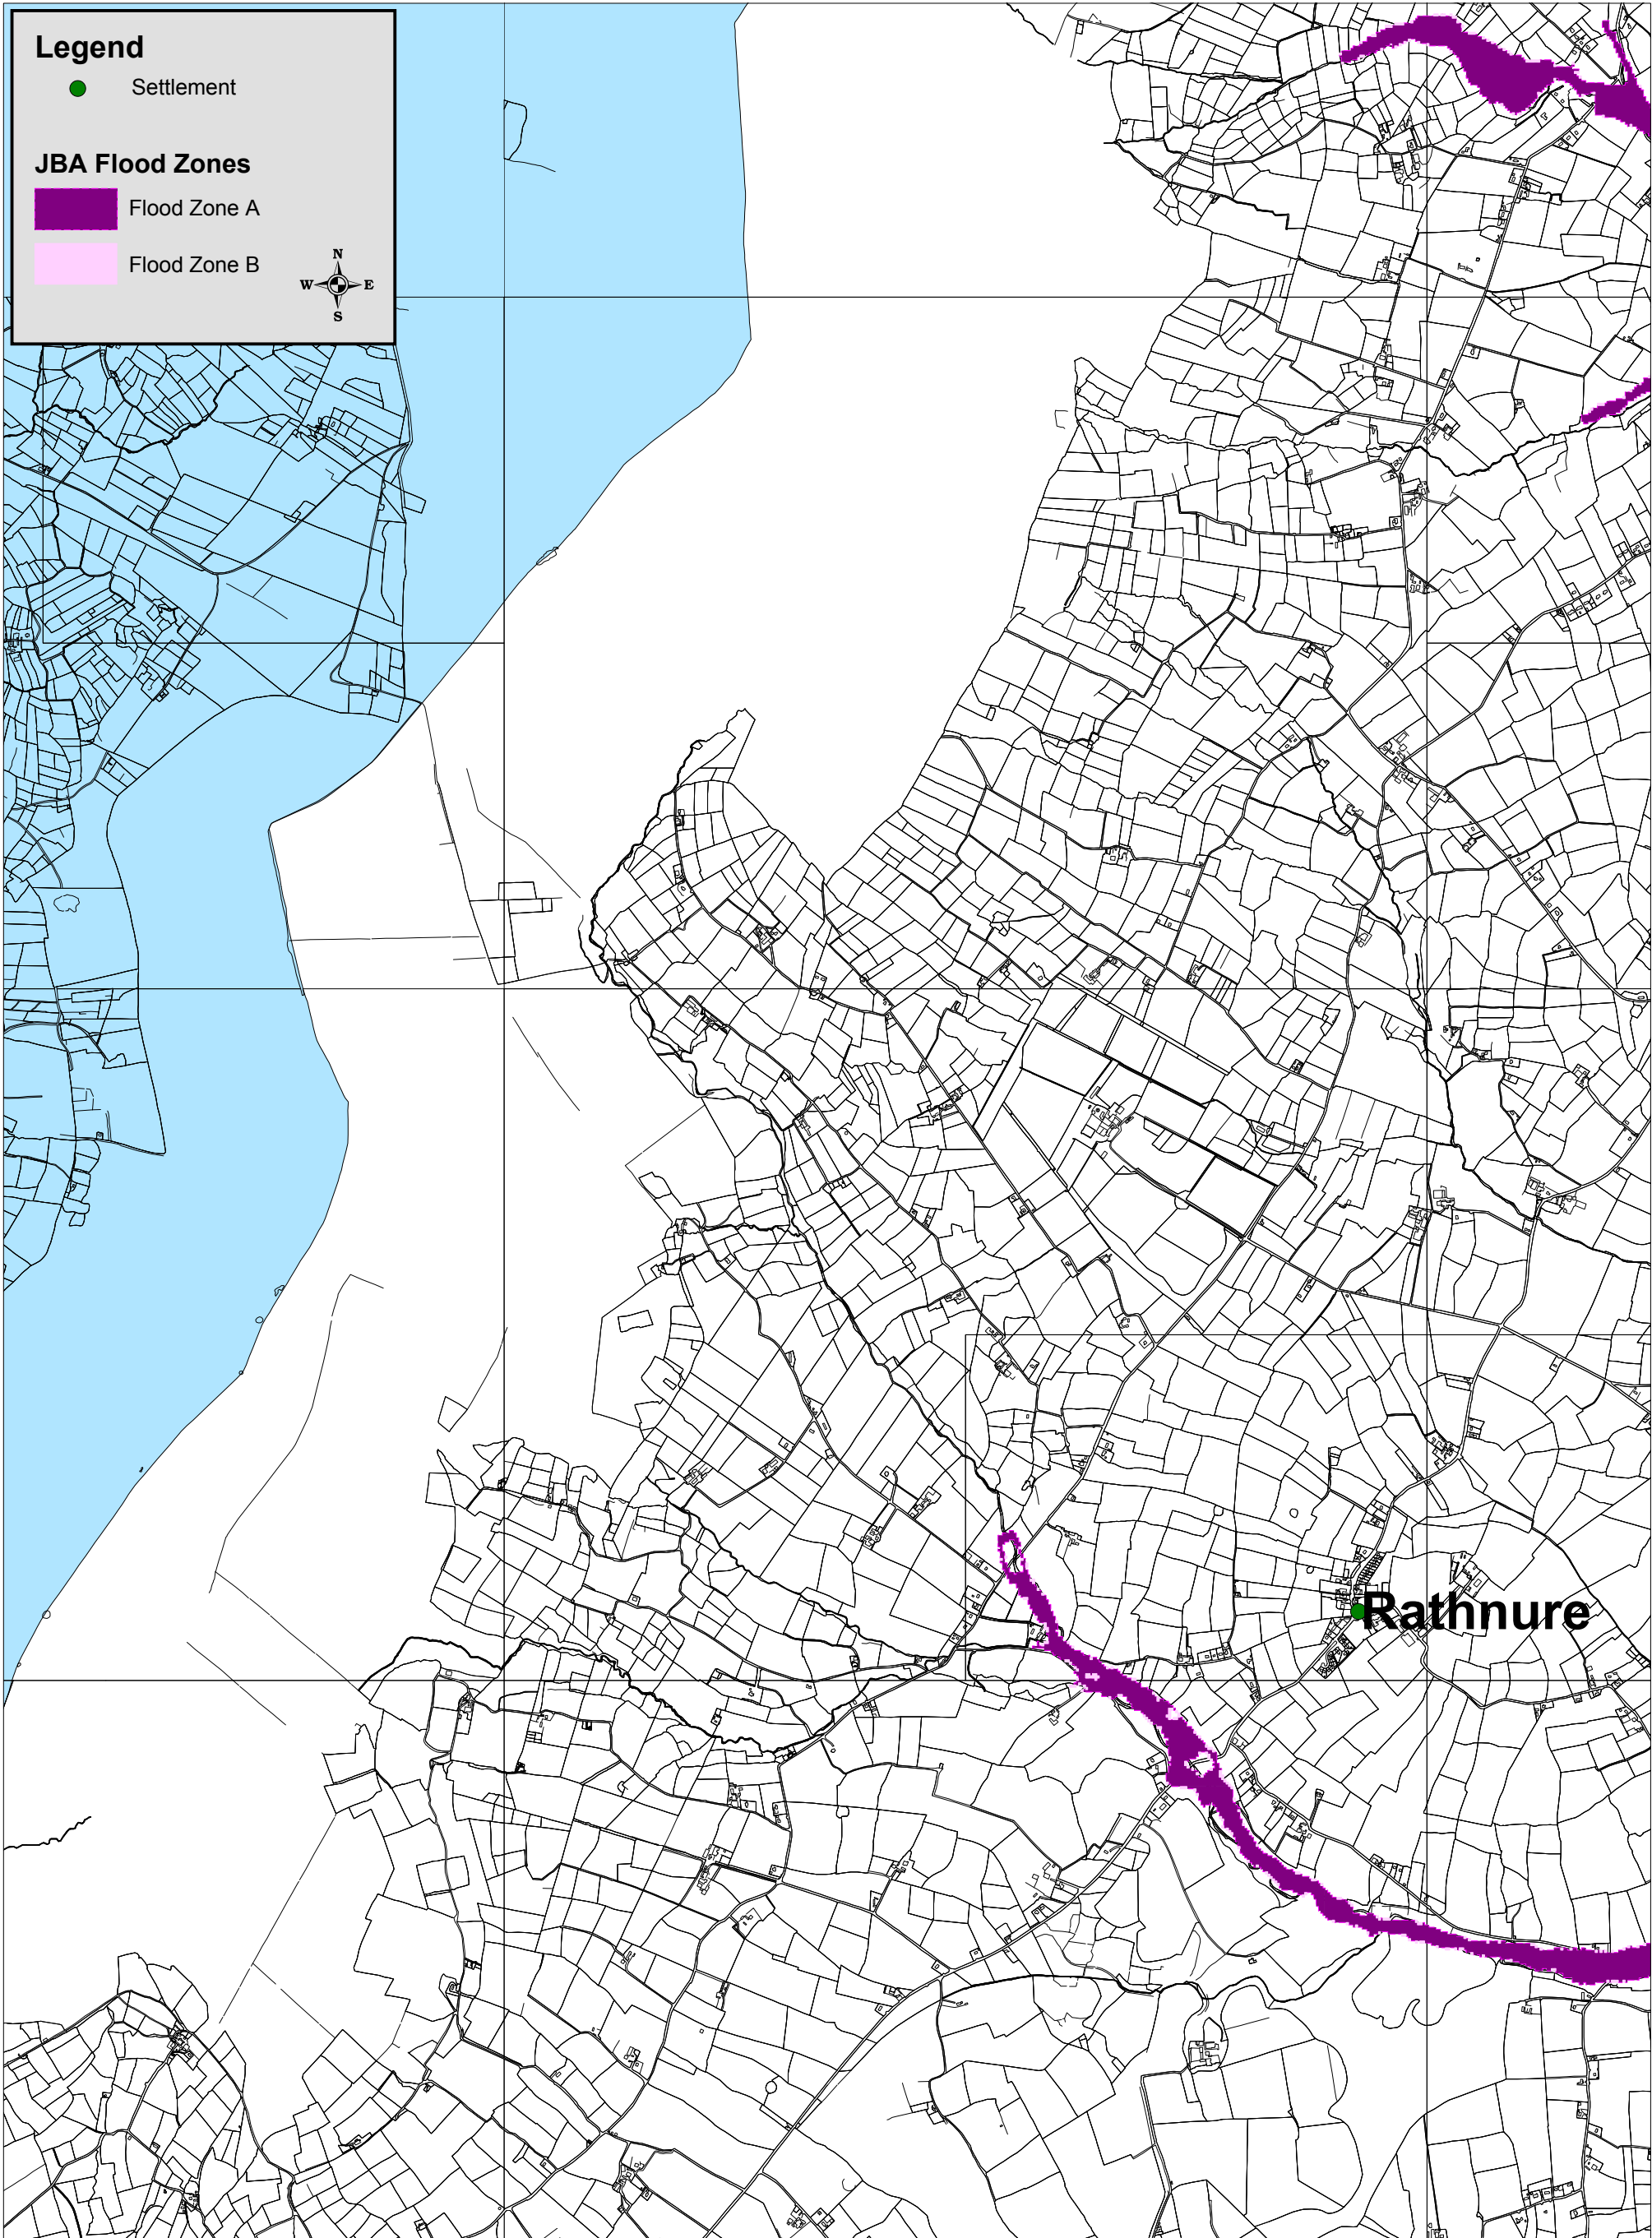 Legend
Settlement
JBA Flood Zones
Flood Zone A
Flood Zone B
N
W E
S
Rathnure